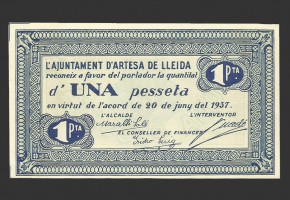 L'AJUNTAMENT D'ARTESA DE LLEIDA
reconeix a favor del portador la quantitat
1 PTA
d' UNA pesseta
en virtut de l'acord de 20 de juny del 1937.
L'ALCALDE L'INTERVENTOR
EL CONSELLER DE FINANCES
1 PTA